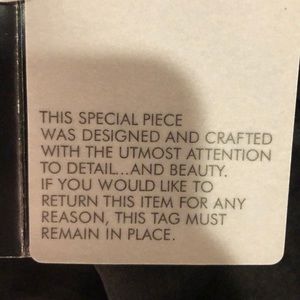 THIS SPECIAL PIECE
WAS DESIGNED AND CRAFTED
WITH THE UTMOST ATTENTION
TO DETAIL...AND BEAUTY.
IF YOU WOULD LIKE TO
RETURN THIS ITEM FOR ANY
REASON, THIS TAG MUST
REMAIN IN PLACE.